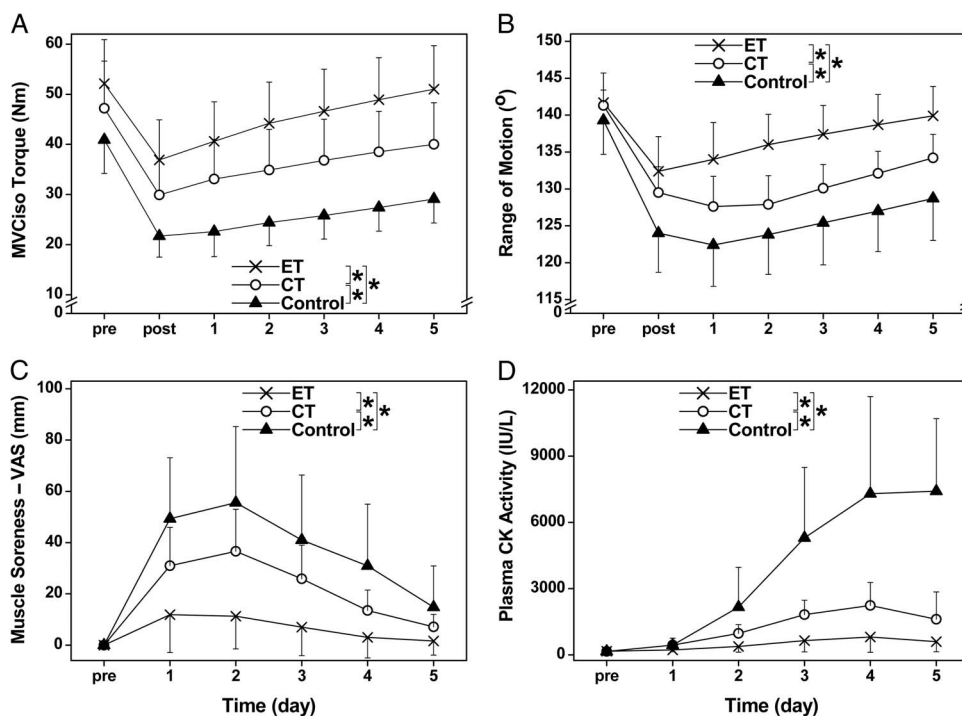 A
MVCiso Torque (Nm)
60
50
40
30
20
10
0
ET
CT
Control
*
*
*
pre post 1 2 3 4 5
B
Range of Motion (°)
150
145
140
135
130
125
120
115
0
ET
CT
Control
*
*
*
pre post 1 2 3 4 5
C
Muscle Soreness – VAS (mm)
100
80
60
40
20
0
ET
CT
Control
*
*
*
pre 1 2 3 4 5
Time (day)
D
Plasma CK Activity (IU/L)
12000
9000
6000
3000
0
ET
CT
Control
*
*
*
pre 1 2 3 4 5
Time (day)